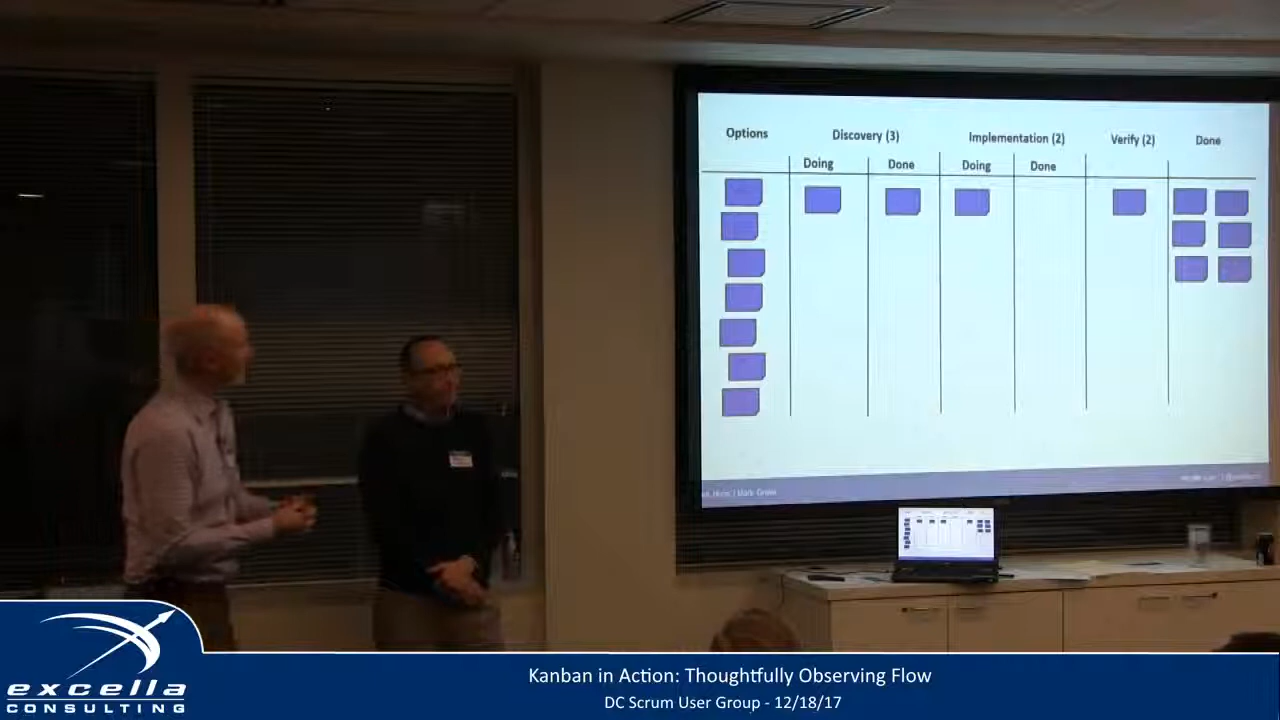 Options
Discovery (3)
Implementation (2)
Verify (2)
Done
Doing
Done
Doing
Done
excella
CONSULTING
Kanban in Action: Thoughtfully Observing Flow
DC Scrum User Group - 12/18/17